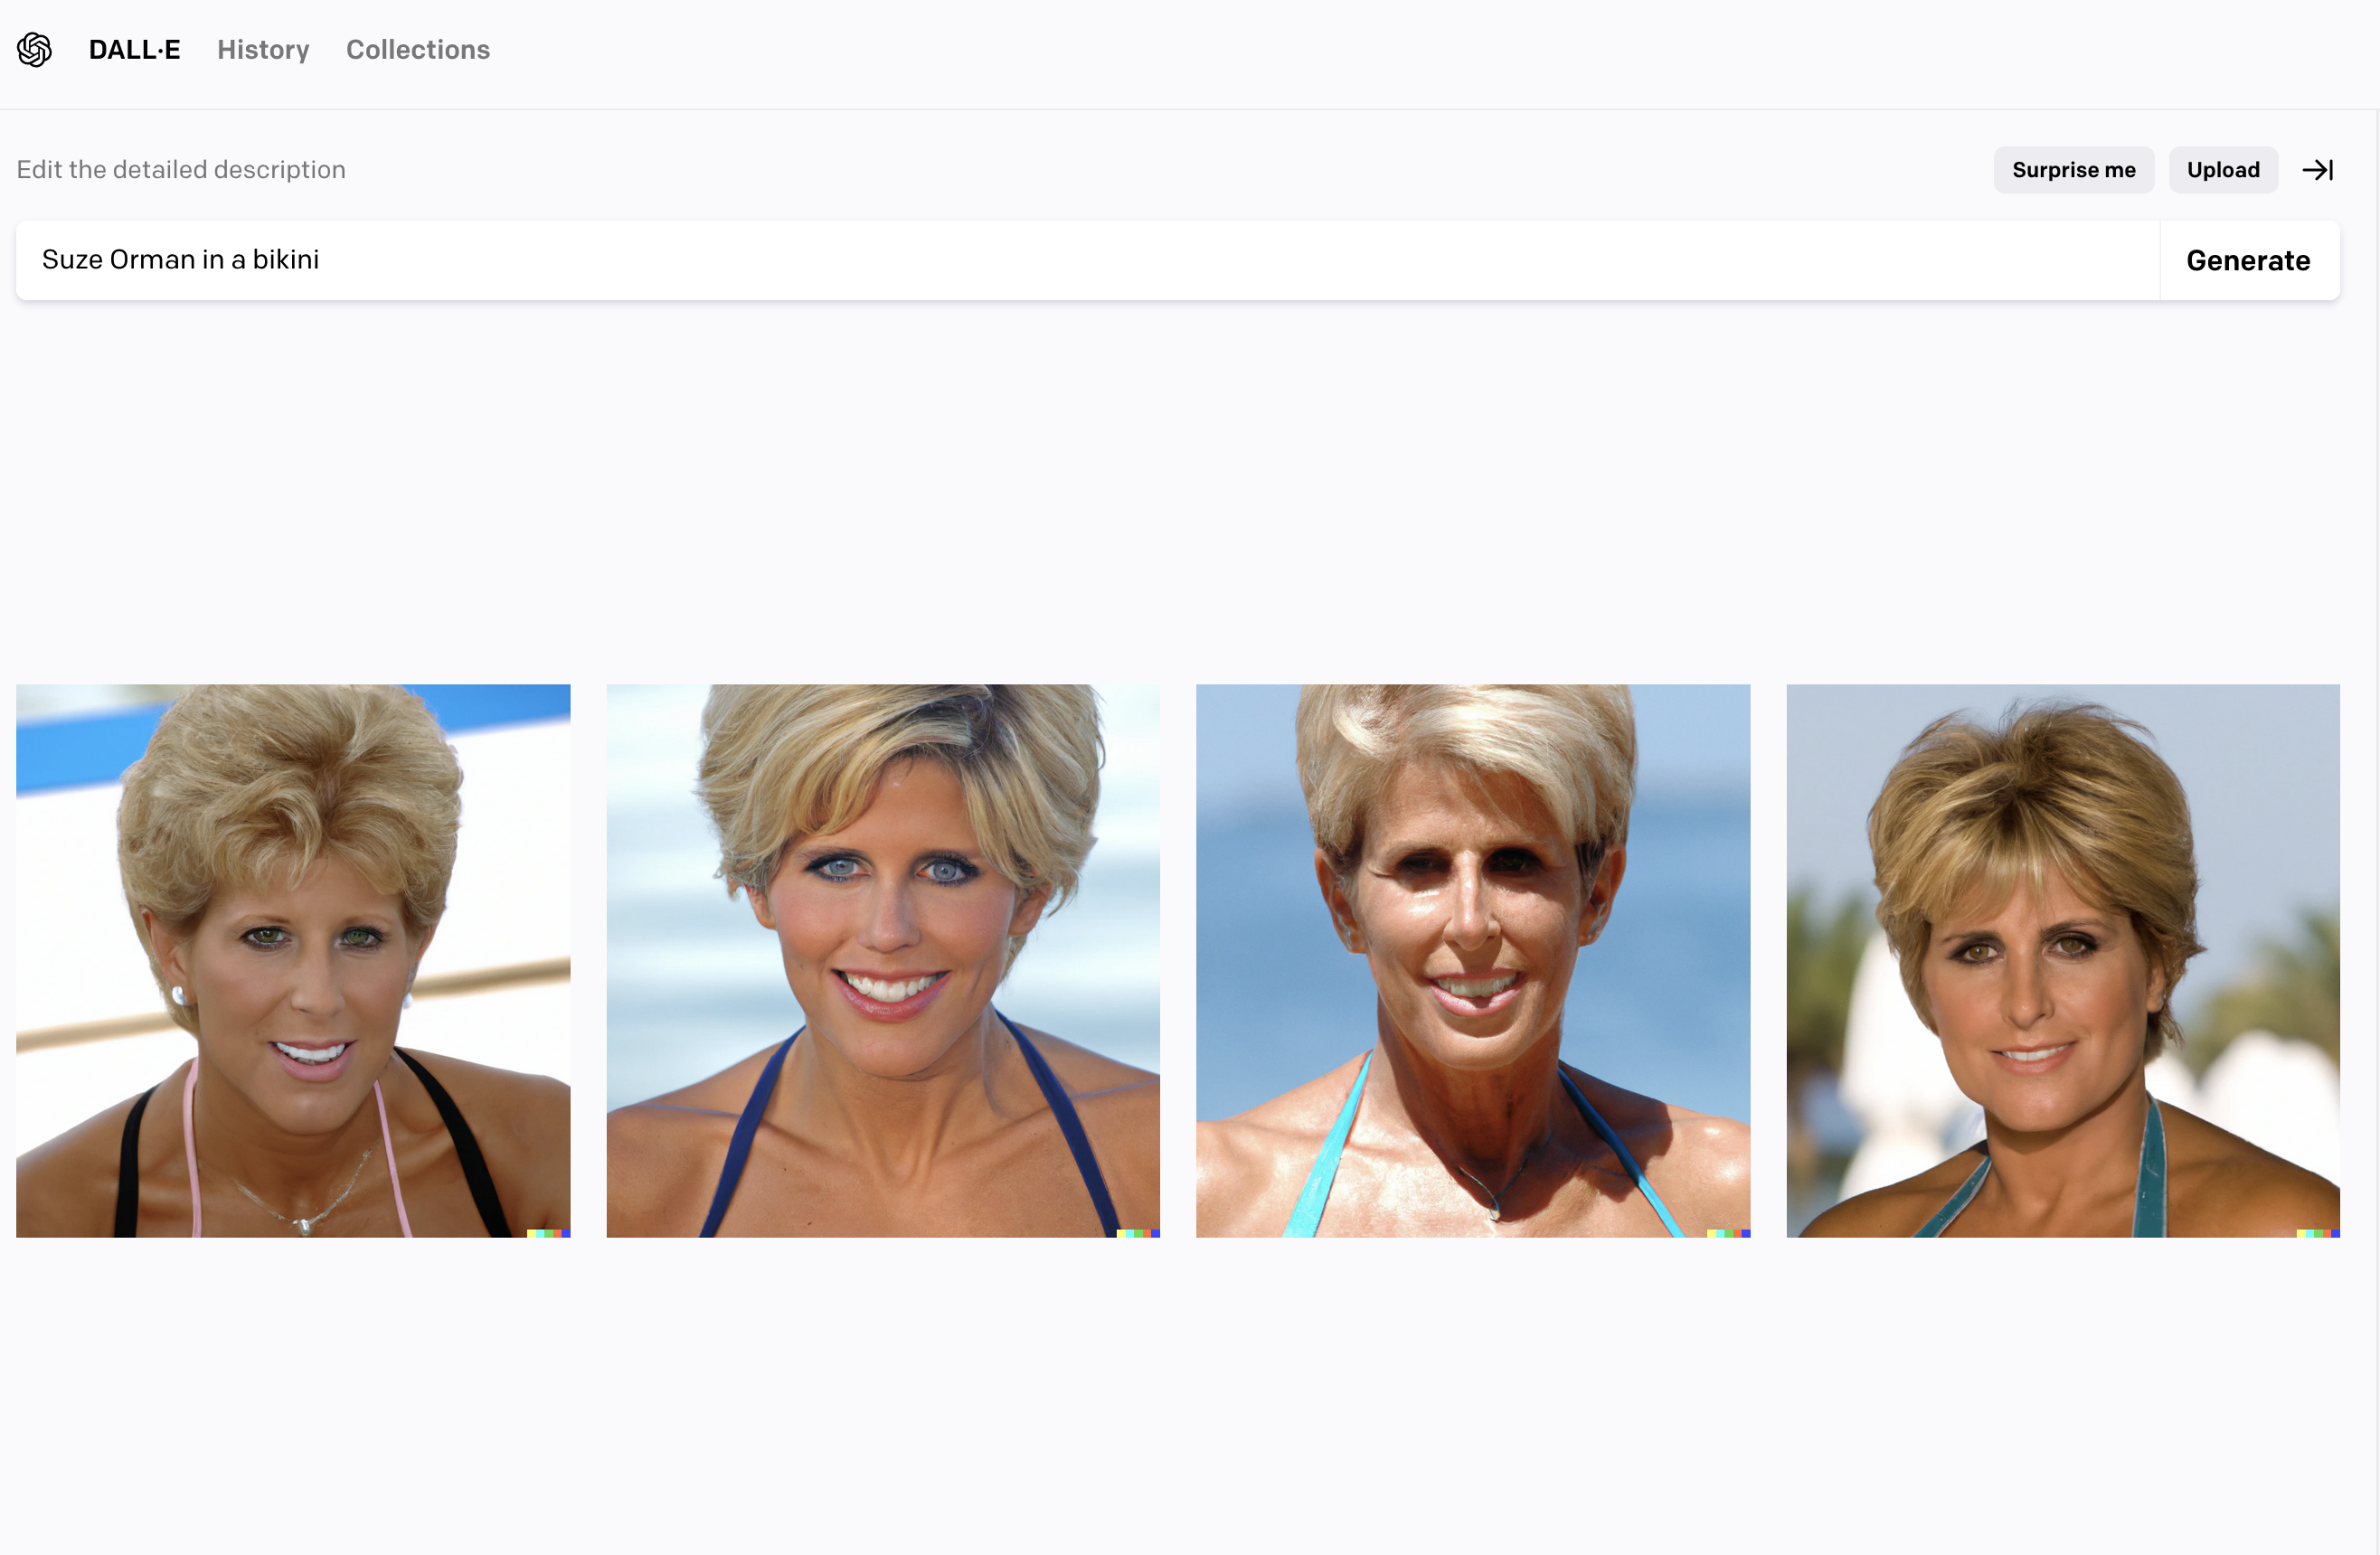 DALL·E History Collections
Edit the detailed description
Surprise me
Upload
Suze Orman in a bikini
Generate